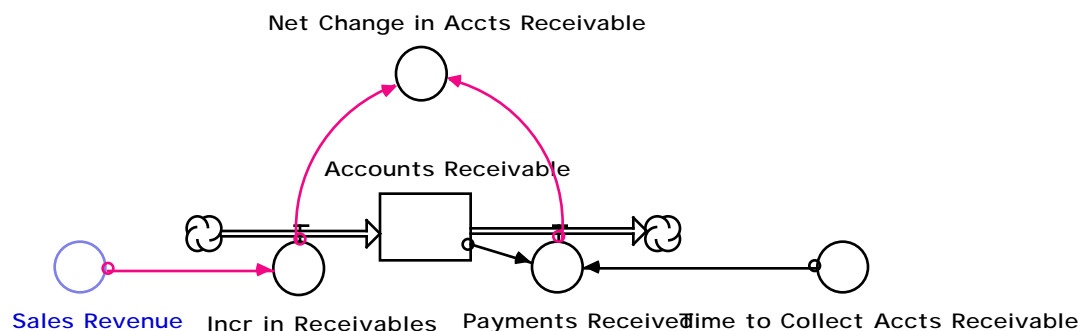 Net Change in Accts Receivable
Accounts Receivable
Sales Revenue
Incr in Receivables
Payments Received
Time to Collect Accts Receivable